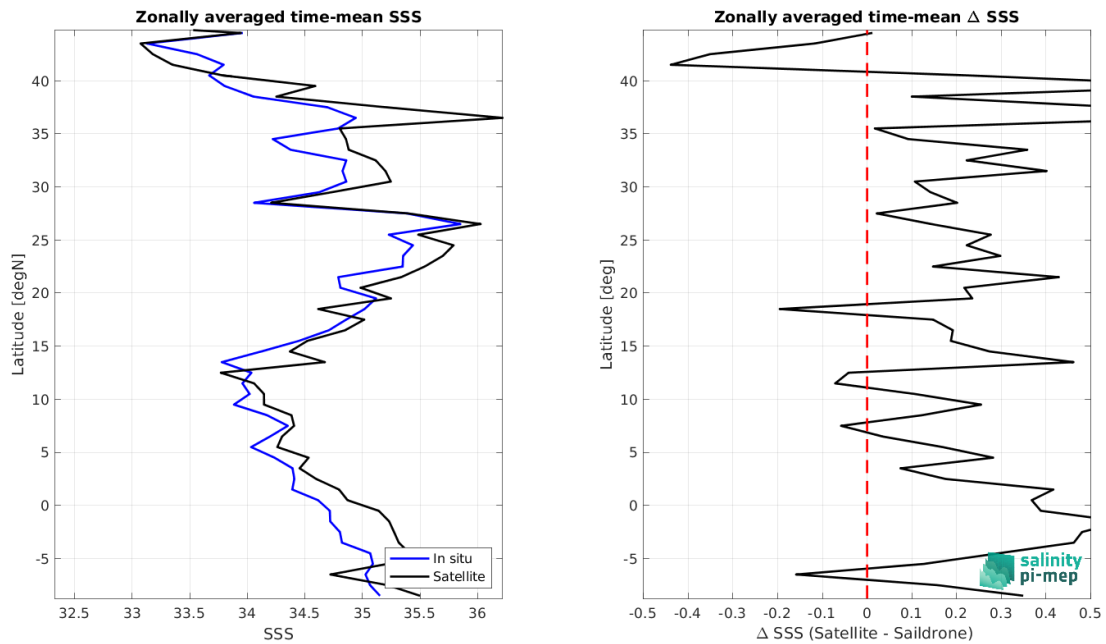 Zonally averaged time-mean SSS
Latitude [degN]
40
35
30
25
20
15
10
5
0
-5
In situ
Satellite
32.5 33 33.5 34 34.5 35 35.5 36
SSS
Zonally averaged time-mean Δ SSS
Latitude [deg]
40
35
30
25
20
15
10
5
0
-5
salinity
pi-mep
-0.5 -0.4 -0.3 -0.2 -0.1 0 0.1 0.2 0.3 0.4 0.5
Δ SSS (Satellite - Saildrone)